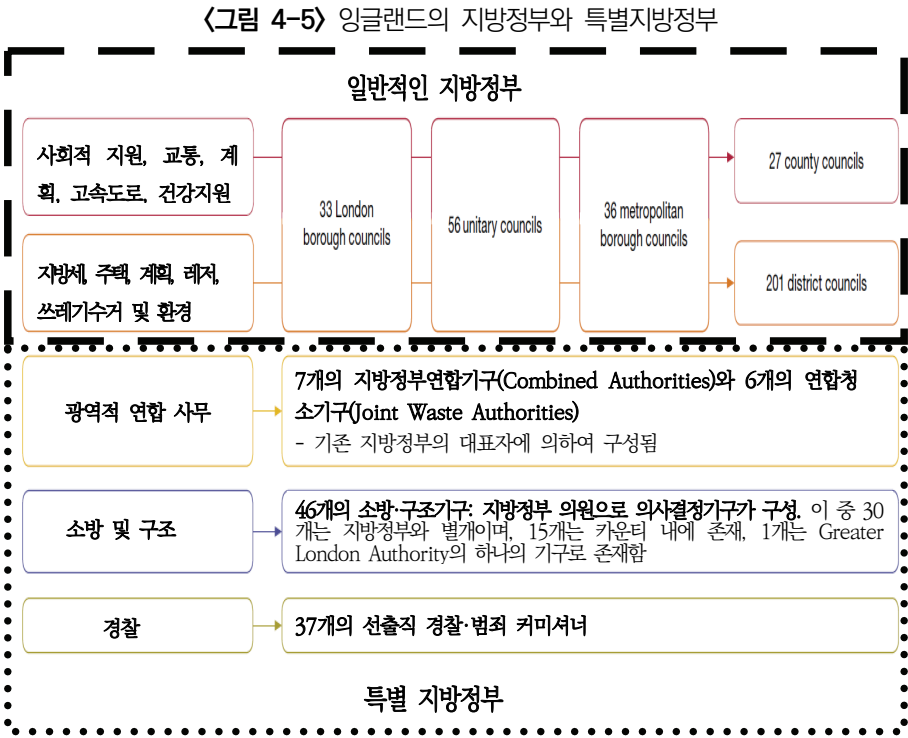 <그림 4-5> 잉글랜드의 지방정부와 특별지방정부
일반적인 지방정부
사회적 지원, 교통, 계
획, 고속도로, 건강지원
33 London
borough councils
56 unitary councils
36 metropolitan
borough councils
27 county councils
지방세, 주택, 계획, 레저,
쓰레기수거 및 환경
201 district councils
광역적 연합 사무
7개의 지방정부연합기구(Combined Authorities)와 6개의 연합청
소기구(Joint Waste Authorities)
- 기존 지방정부의 대표자에 의하여 구성됨
소방 및 구조
46개의 소방·구조기구: 지방정부 의원으로 의사결정기구가 구성. 이 중 30
개는 지방정부와 별개이며, 15개는 카운티 내에 존재, 1개는 Greater
London Authority의 하나의 기구로 존재함
경찰
37개의 선출직 경찰·범죄 커미셔너
특별 지방정부